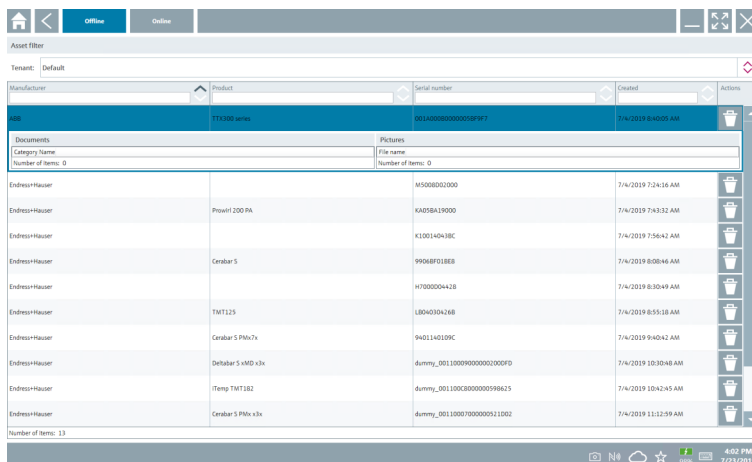 Offline Online
Asset filter
Tenant: Default
Manufacturer Product Serial number Created Actions
ABB TTX300 series 7/4/2019 8:40:05 AM
Documents Pictures
Category Name File name
Number of Items: 0 Number of Items: 0
Endress+Hauser M5008D02000 7/4/2019 7:24:16 AM
Endress+Hauser Prowirl 200 PA KA05BA19000 7/4/2019 7:43:32 AM
Endress+Hauser K10014043BC 7/4/2019 7:56:42 AM
Endress+Hauser Cerabar S 9906BF01BE8 7/4/2019 8:08:46 AM
Endress+Hauser H7000D04428 7/4/2019 8:30:49 AM
Endress+Hauser TMT125 LB040304268 7/4/2019 8:55:18 AM
Endress+Hauser Cerabar S PMx7x 9401140109C 7/4/2019 9:40:42 AM
Endress+Hauser Deltabar S xMD x3x dummy_001100090000000200DFD 7/4/2019 10:30:48 AM
Endress+Hauser iTemp TMT182 dummy_001100C8000000598625 7/4/2019 10:42:45 AM
Endress+Hauser Cerabar S PMx x3x dummy_00110007000000521D02 7/4/2019 11:12:59 AM
Number of Items: 13
4:02 PM